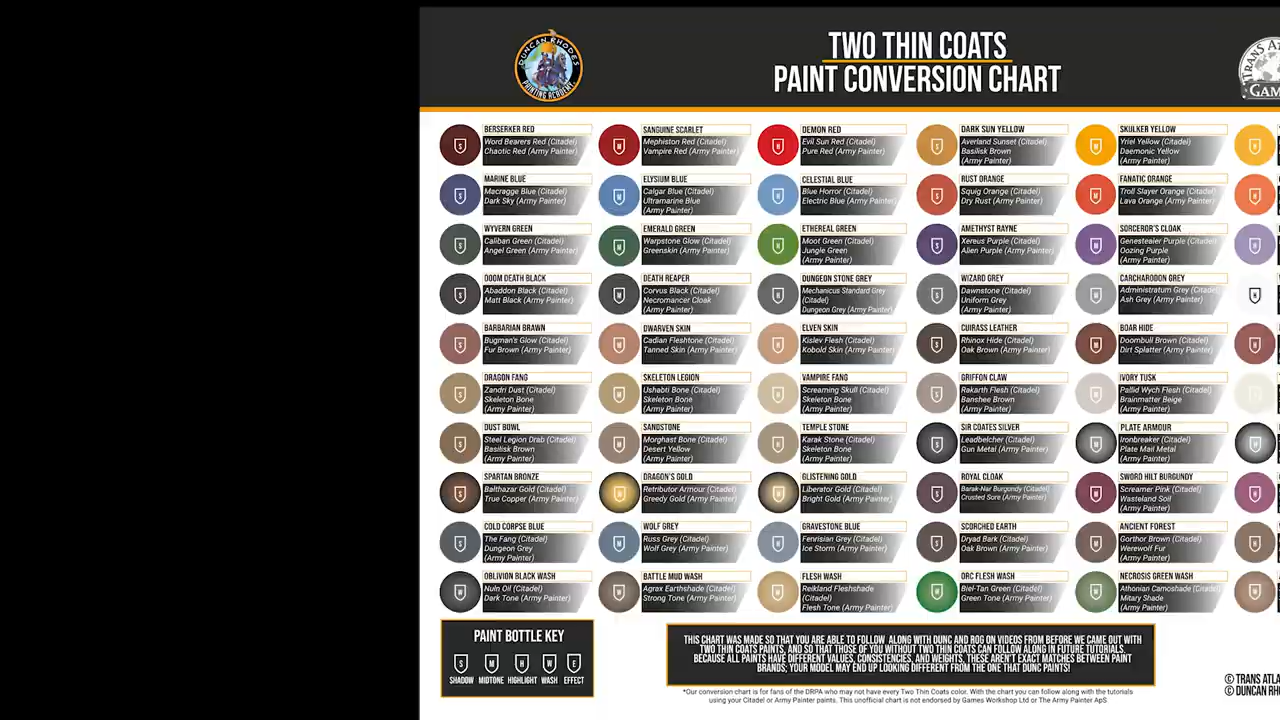 DUNCAN RHODES
PAINTING ACADEMY
TWO THIN COATS
PAINT CONVERSION CHART
BERSERKER RED
Word Bearers Red (Citadel)
Chaotic Red (Army Painter)
SANGUINE SCARLET
Mephiston Red (Citadel)
Vampire Red (Army Painter)
DEMON RED
Evil Sun Red (Citadel)
Pure Red (Army Painter)
DARK SUN YELLOW
Averland Sunset (Citadel)
Basilisk Brown
(Army Painter)
SKULKER YELLOW
Yriel Yellow (Citadel)
Daemonic Yellow
(Army Painter)
MARINE BLUE
Macragge Blue (Citadel)
Dark Sky (Army Painter)
ELYSIUM BLUE
Calgar Blue (Citadel)
Ultramarine Blue
(Army Painter)
CELESTIAL BLUE
Blue Horror (Citadel)
Electric Blue (Army Painter)
RUST ORANGE
Squig Orange (Citadel)
Dry Rust (Army Painter)
FANATIC ORANGE
Troll Slayer Orange (Citadel)
Lava Orange (Army Painter)
WYVERN GREEN
Caliban Green (Citadel)
Angel Green (Army Painter)
EMERALD GREEN
Warpstone Glow (Citadel)
Greenskin (Army Painter)
ETHEREAL GREEN
Moot Green (Citadel)
Jungle Green
(Army Painter)
AMETHYST RAYNE
Xereus Purple (Citadel)
Alien Purple (Army Painter)
SORCEROR'S CLOAK
Genestealer Purple (Citadel)
Oozing Purple
(Army Painter)
DOOM DEATH BLACK
Abaddon Black (Citadel)
Matt Black (Army Painter)
DEATH REAPER
Corvus Black (Citadel)
Necromancer Cloak
(Army Painter)
DUNGEON STONE GREY
Mechanicus Standard Grey
(Citadel)
Dungeon Grey (Army Painter)
WIZARD GREY
Dawnstone (Citadel)
Uniform Grey
(Army Painter)
CARCHARODON GREY
Administratum Grey (Citadel)
Ash Grey (Army Painter)
BARBARIAN BRAWN
Bugman's Glow (Citadel)
Fur Brown (Army Painter)
DWARVEN SKIN
Cadian Fleshtone (Citadel)
Tanned Skin (Army Painter)
ELVEN SKIN
Kislev Flesh (Citadel)
Kobold Skin (Army Painter)
CUIRASS LEATHER
Rhinox Hide (Citadel)
Oak Brown (Army Painter)
BOAR HIDE
Doombull Brown (Citadel)
Dirt Splatter (Army Painter)
DRAGON FANG
Zandri Dust (Citadel)
Skeleton Bone
(Army Painter)
SKELETON LEGION
Ushabti Bone (Citadel)
Skeleton Bone
(Army Painter)
VAMPIRE FANG
Screaming Skull (Citadel)
Skeleton Bone
(Army Painter)
GRIFFON CLAW
Rakarth Flesh (Citadel)
Banshee Brown
(Army Painter)
IVORY TUSK
Pallid Wych Flesh (Citadel)
Brainmatter Beige
(Army Painter)
DUST BOWL
Steel Legion Drab (Citadel)
Basilisk Brown
(Army Painter)
SANDSTONE
Morghast Bone (Citadel)
Desert Yellow
(Army Painter)
TEMPLE STONE
Karak Stone (Citadel)
Skeleton Bone
(Army Painter)
SIR COATES SILVER
Leadbelcher (Citadel)
Gun Metal (Army Painter)
PLATE ARMOUR
Ironbreaker (Citadel)
Plate Mail Metal
(Army Painter)
SPARTAN BRONZE
Balthazar Gold (Citadel)
True Copper (Army Painter)
DRAGON'S GOLD
Retributor Armour (Citadel)
Greedy Gold (Army Painter)
GLISTENING GOLD
Liberator Gold (Citadel)
Bright Gold (Army Painter)
ROYAL CLOAK
Barak-Nar Burgundy (Citadel)
Crusted Sore (Army Painter)
SWORD HILT BURGUNDY
Screamer Pink (Citadel)
Wasteland Soil
(Army Painter)
COLD CORPSE BLUE
The Fang (Citadel)
Dungeon Grey
(Army Painter)
WOLF GREY
Russ Grey (Citadel)
Wolf Grey (Army Painter)
GRAVESTONE BLUE
Fenrisian Grey (Citadel)
Ice Storm (Army Painter)
SCORCHED EARTH
Dryad Bark (Citadel)
Oak Brown (Army Painter)
ANCIENT FOREST
Gorthor Brown (Citadel)
Werewolf Fur
(Army Painter)
OBLIVION BLACK WASH
Nuln Oil (Citadel)
Dark Tone (Army Painter)
BATTLE MUD WASH
Agrax Earthshade (Citadel)
Strong Tone (Army Painter)
FLESH WASH
Reikland Fleshshade
(Citadel)
Flesh Tone (Army Painter)
ORC FLESH WASH
Biel-Tan Green (Citadel)
Green Tone (Army Painter)
NECROSIS GREEN WASH
Athonian Camoshade (Citadel)
Mitary Shade
(Army Painter)
PAINT BOTTLE KEY
S M H W E
SHADOW MIDTONE HIGHLIGHT WASH EFFECT
THIS CHART WAS MADE SO THAT YOU ARE ABLE TO FOLLOW ALONG WITH DUNC AND ROG ON VIDEOS FROM BEFORE WE CAME OUT WITH
TWO THIN COATS PAINTS, AND SO THAT THOSE OF YOU WITHOUT TWO THIN COATS CAN FOLLOW ALONG IN FUTURE TUTORIALS.
BECAUSE ALL PAINTS HAVE DIFFERENT VALUES, CONSISTENCIES, AND WEIGHTS, THESE AREN'T EXACT MATCHES BETWEEN PAINT
BRANDS; YOUR MODEL MAY END UP LOOKING DIFFERENT FROM THE ONE THAT DUNC PAINTS!
*Our conversion chart is for fans of the DRPA who may not have every Two Thin Coats color. With the chart you can follow along with the tutorials
using your Citadel or Army Painter paints. This unofficial chart is not endorsed by Games Workshop Ltd or The Army Painter ApS
TRANS AT
GAM
© TRANS ATLA
© DUNCAN RH